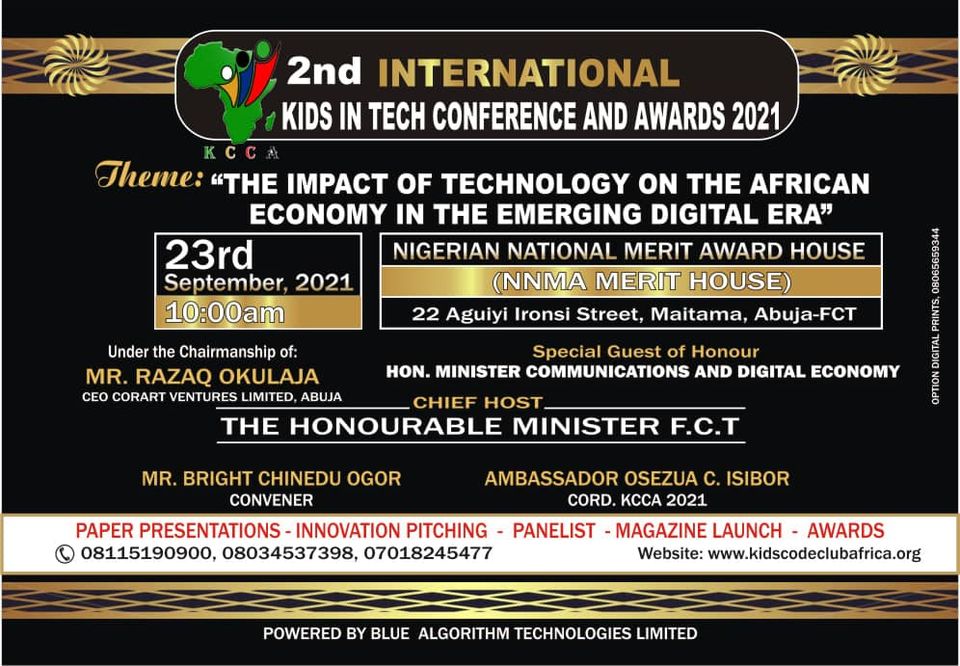 2nd INTERNATIONAL
KIDS IN TECH CONFERENCE AND AWARDS 2021
K C C A
Theme: “THE IMPACT OF TECHNOLOGY ON THE AFRICAN
ECONOMY IN THE EMERGING DIGITAL ERA”
23rd
September, 2021
10:00am
NIGERIAN NATIONAL MERIT AWARD HOUSE
(NNMA MERIT HOUSE)
22 Aguiyi Ironsi Street, Maitama, Abuja-FCT
Under the Chairmanship of:
MR. RAZAQ OKULAJA
CEO CORART VENTURES LIMITED, ABUJA
Special Guest of Honour
HON. MINISTER COMMUNICATIONS AND DIGITAL ECONOMY
CHIEF HOST
THE HONOURABLE MINISTER F.C.T
MR. BRIGHT CHINEDU OGOR
CONVENER
AMBASSADOR OSEZUA C. ISIBOR
CORD. KCCA 2021
PAPER PRESENTATIONS - INNOVATION PITCHING - PANELIST - MAGAZINE LAUNCH - AWARDS
08115190900, 08034537398, 07018245477
Website: www.kidscodeclubafrica.org
POWERED BY BLUE ALGORITHM TECHNOLOGIES LIMITED
OPTION DIGITAL PRINTS, 08065659344